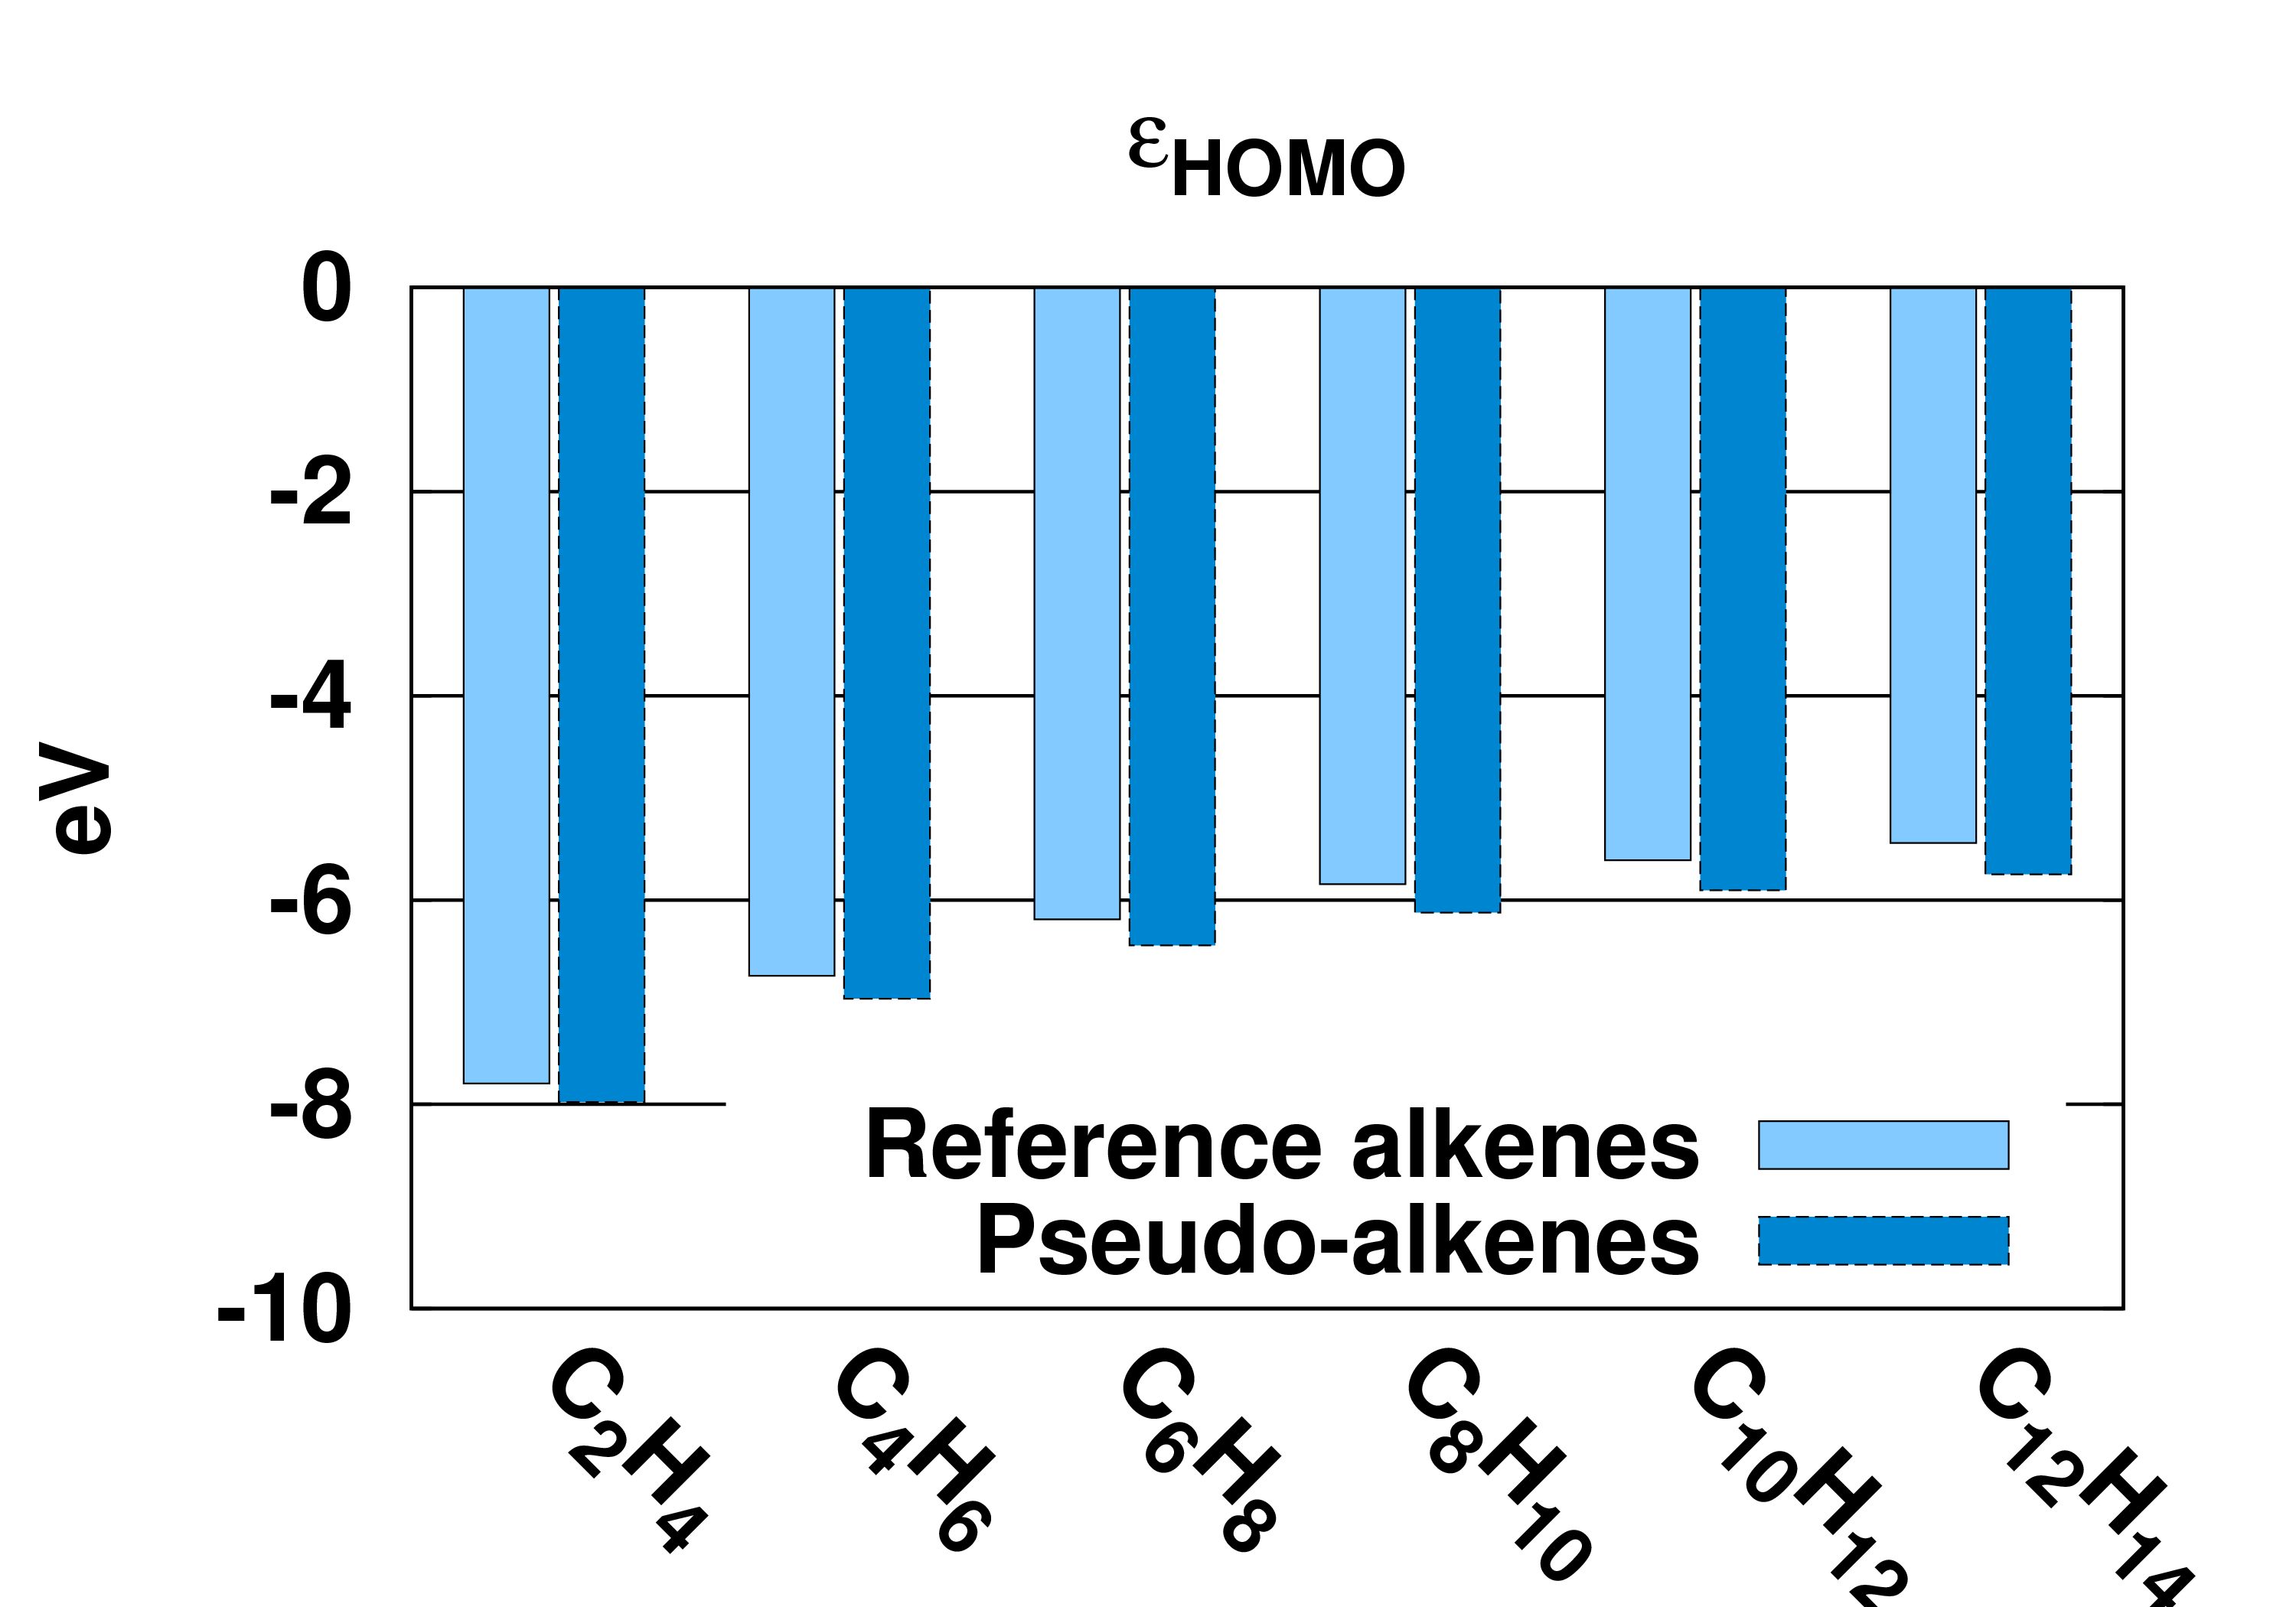 εHOMO
0
-2
-4
-6
-8
-10
eV
Reference alkenes
Pseudo-alkenes
C2H4
C4H6
C6H8
C8H10
C10H12
C12H14